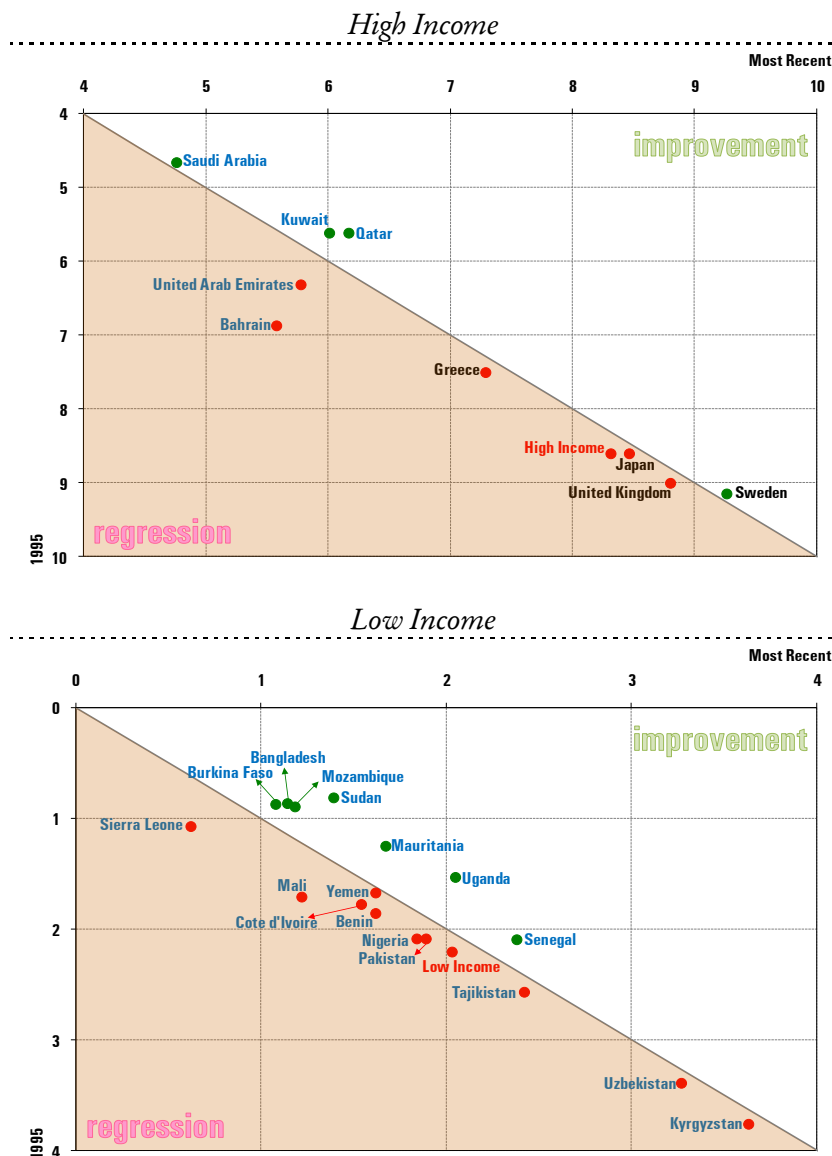 High Income
Most Recent
4 5 6 7 8 9 10
4
improvement
Saudi Arabia
5
Kuwait
Qatar
6
United Arab Emirates
Bahrain
7
Greece
8
High Income
Japan
9
United Kingdom
Sweden
regression
1995
10
Low Income
Most Recent
0 1 2 3 4
0
improvement
Bangladesh
Burkina Faso
Mozambique
Sudan
1
Sierra Leone
Mauritania
Uganda
Mali
Yemen
Cote d'Ivoire
Benin
2
Nigeria
Senegal
Pakistan
Low Income
Tajikistan
3
Uzbekistan
Kyrgyzstan
regression
1995
4